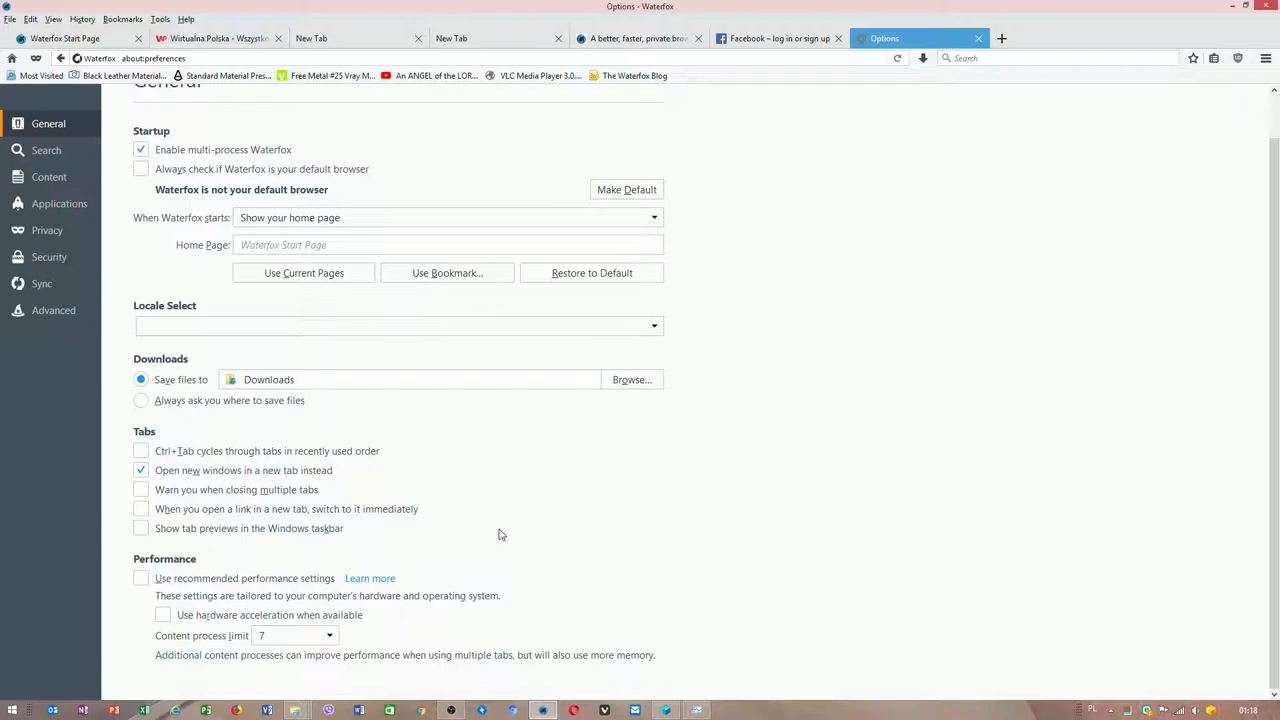 Options - Waterfox
File Edit View History Bookmarks Tools Help
Waterfox Start Page Wirtualna Polska - Wszystko New Tab New Tab A better, faster, private brow Facebook – log in or sign up Options
Waterfox about:preferences Search
Most Visited Black Leather Material... Standard Material Pres... Free Metal #25 Vray M... An ANGEL of the LOR... VLC Media Player 3.0.... The Waterfox Blog
General
General
Search
Content
Applications
Privacy
Security
Sync
Advanced
Startup
Enable multi-process Waterfox
Always check if Waterfox is your default browser
Waterfox is not your default browser Make Default
When Waterfox starts: Show your home page
Home Page: Waterfox Start Page
Use Current Pages Use Bookmark... Restore to Default
Locale Select
Downloads
Save files to Downloads Browse...
Always ask you where to save files
Tabs
Ctrl+Tab cycles through tabs in recently used order
Open new windows in a new tab instead
Warn you when closing multiple tabs
When you open a link in a new tab, switch to it immediately
Show tab previews in the Windows taskbar
Performance
Use recommended performance settings Learn more
These settings are tailored to your computer's hardware and operating system.
Use hardware acceleration when available
Content process limit 7
Additional content processes can improve performance when using multiple tabs, but will also use more memory.
PL 01:18